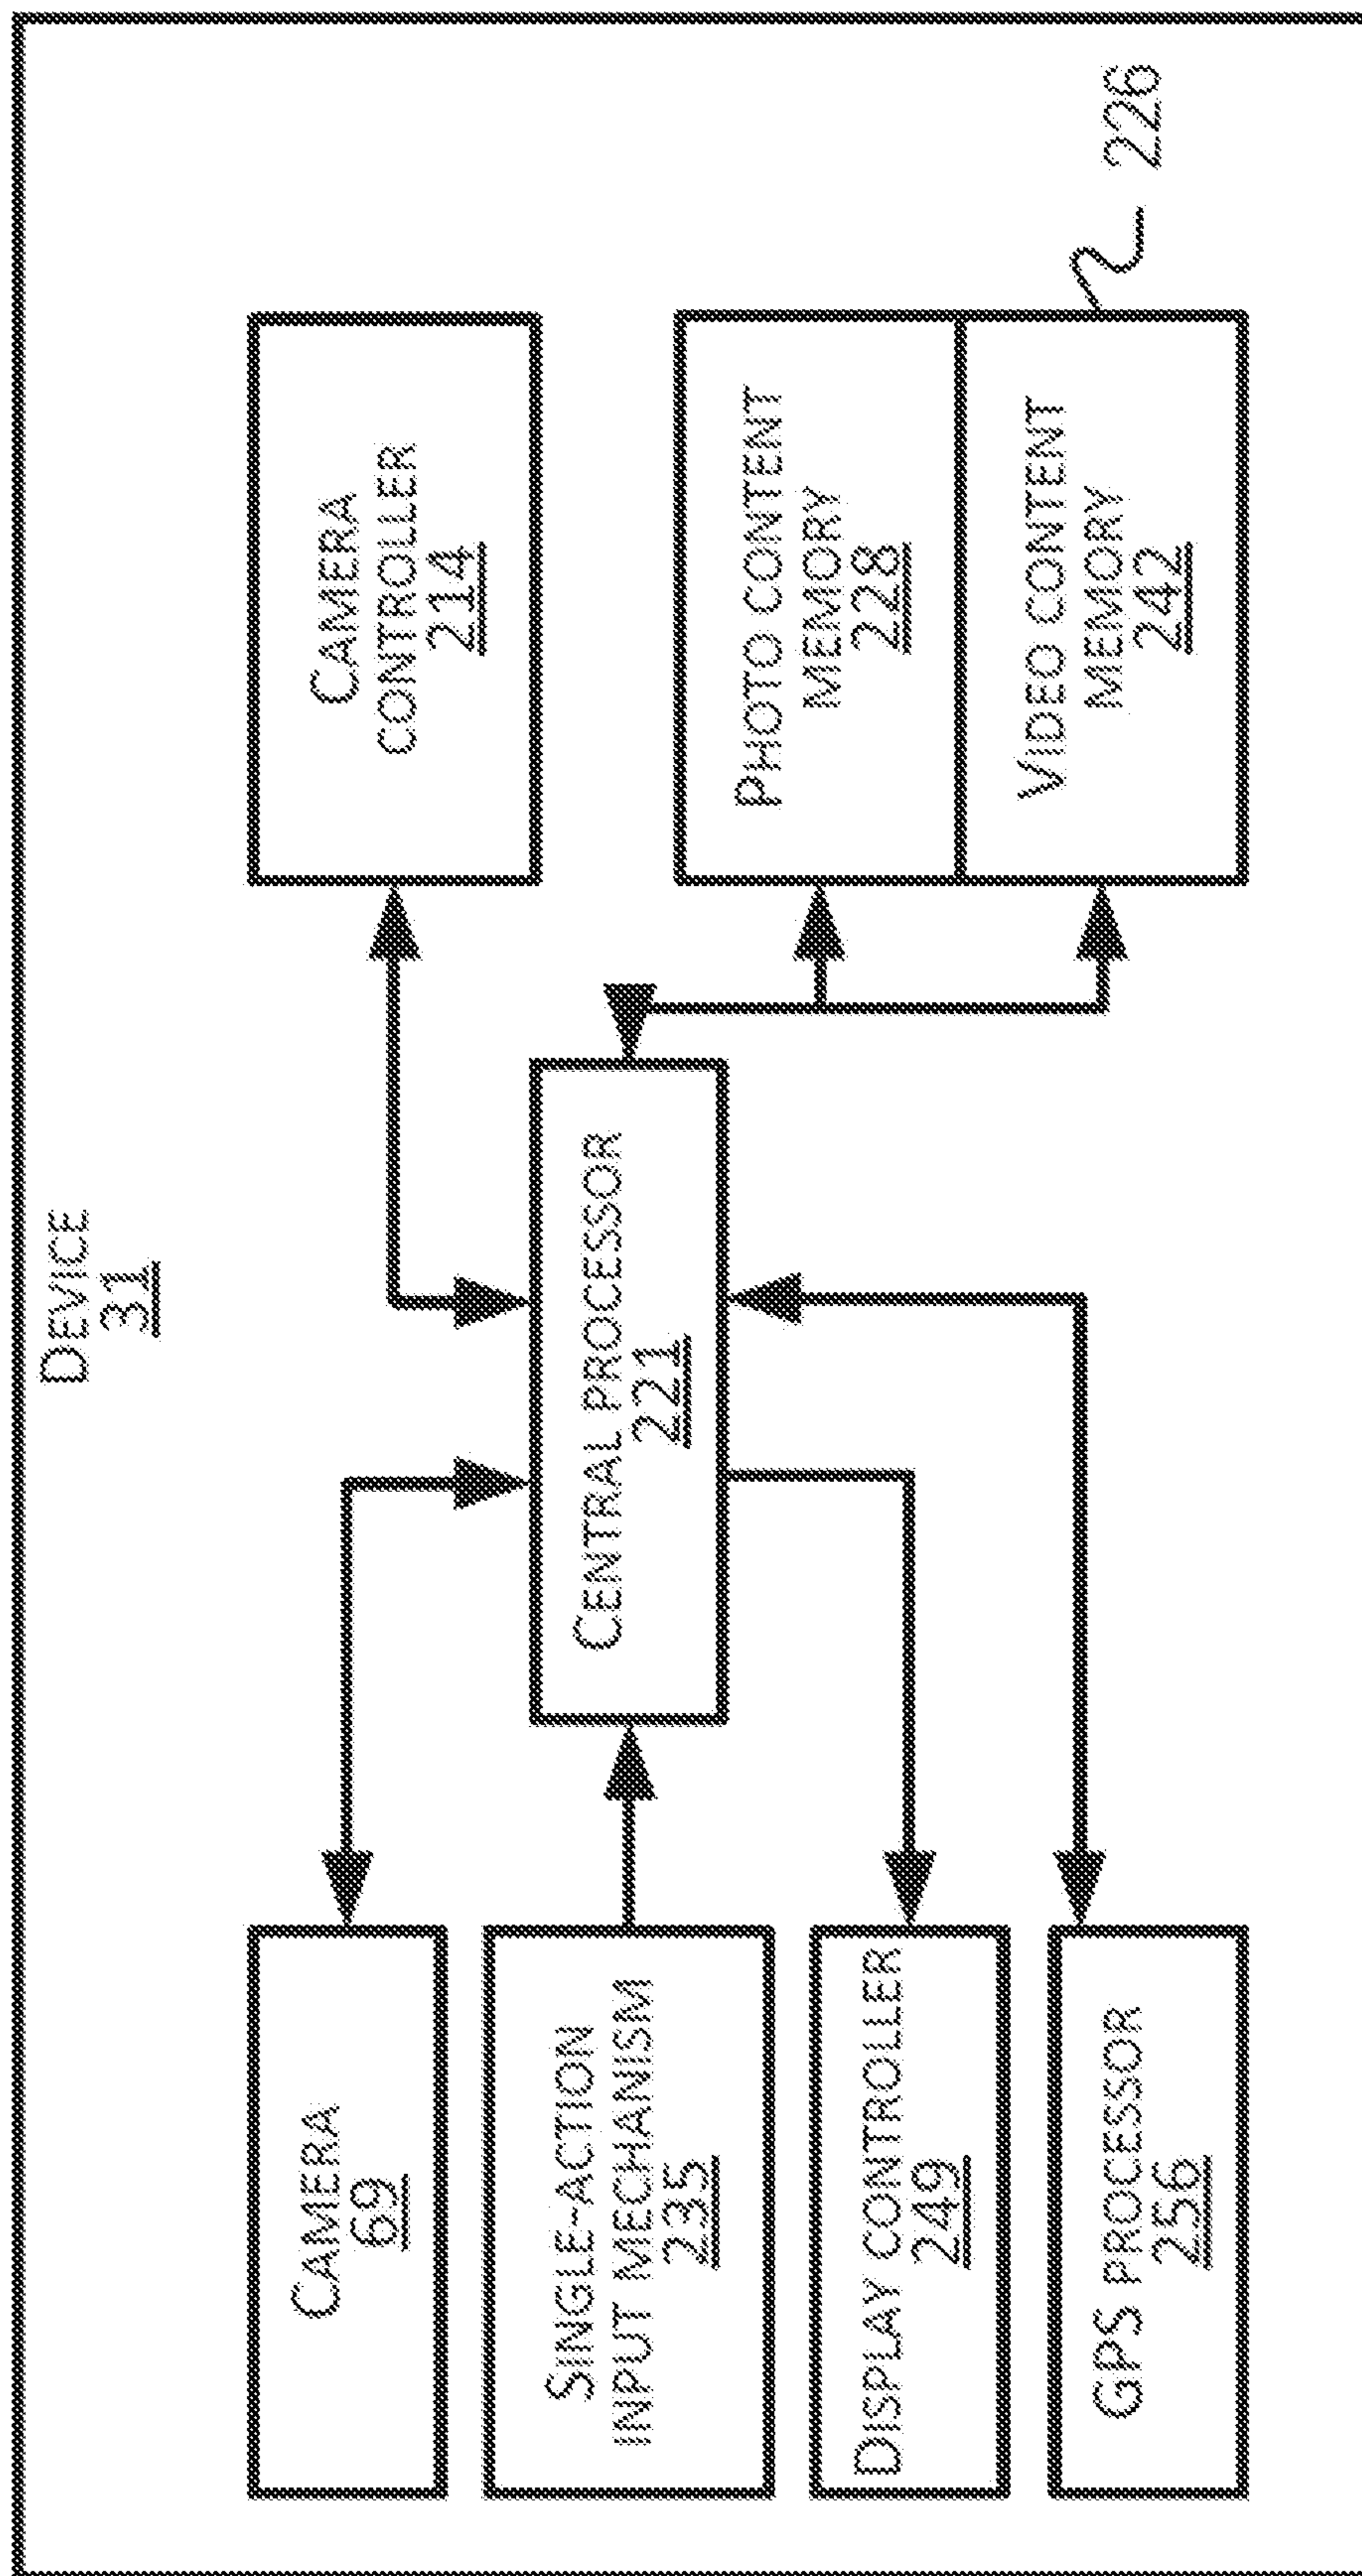 DEVICE
31
CAMERA
69
SINGLE-ACTION
INPUT MECHANISM
235
DISPLAY CONTROLLER
249
GPS PROCESSOR
256
CENTRAL PROCESSOR
221
CAMERA
CONTROLLER
214
PHOTO CONTENT
MEMORY
228
VIDEO CONTENT
MEMORY
242
226